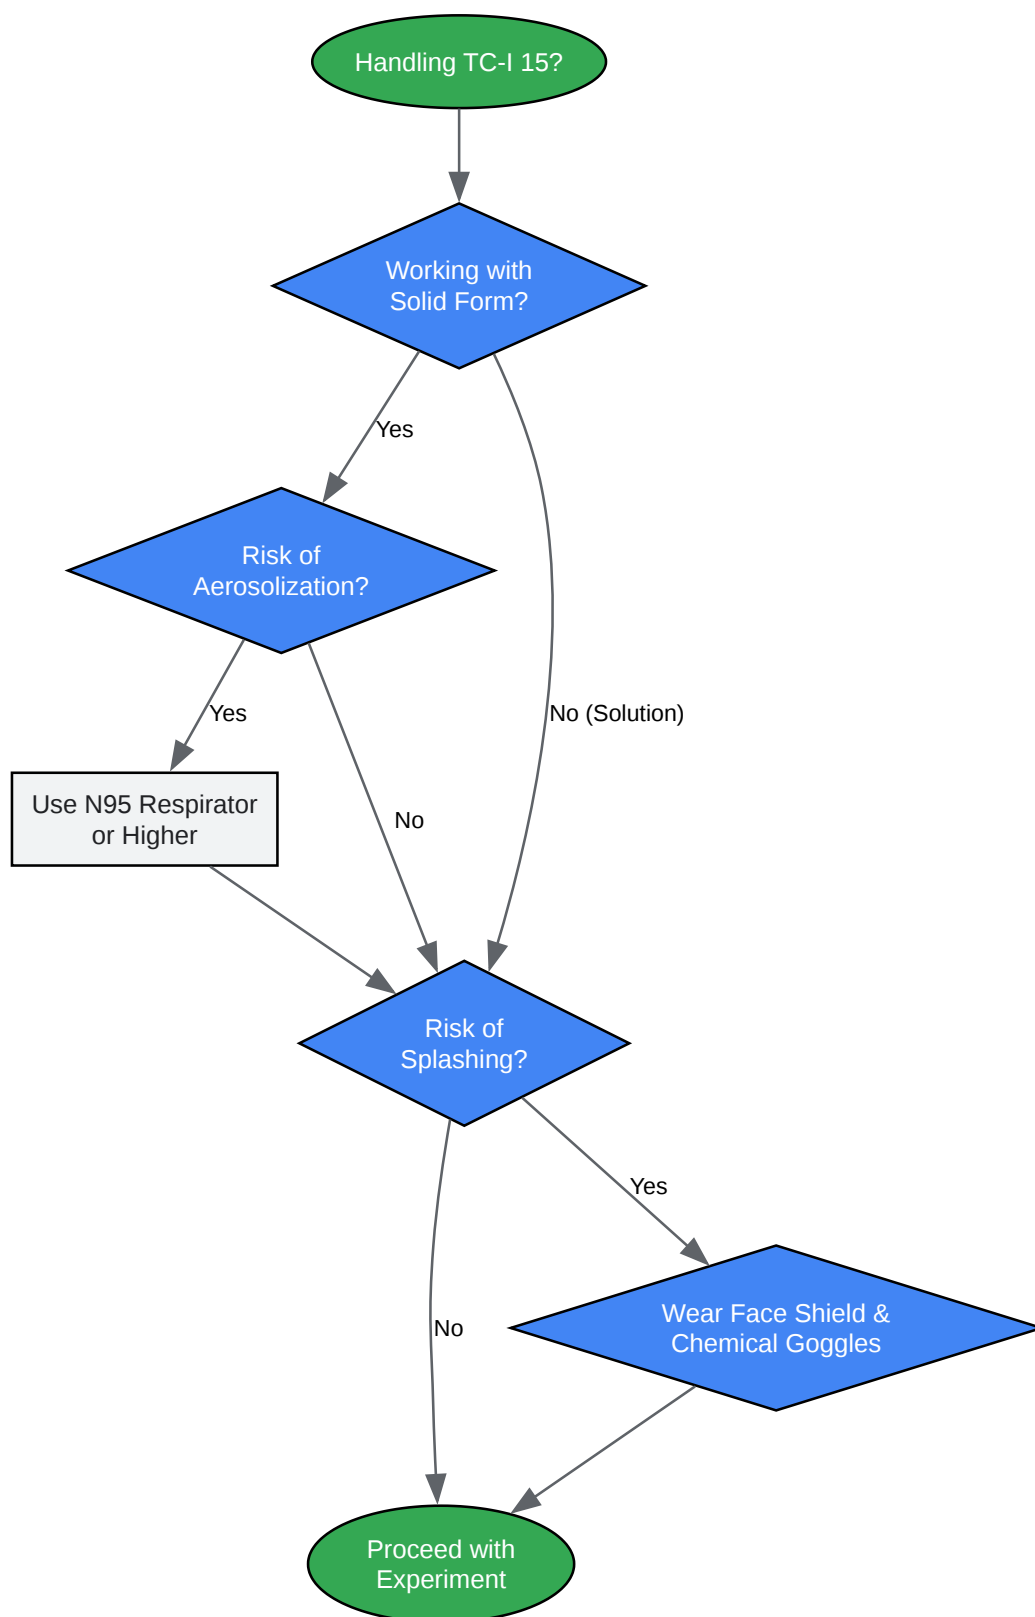 Handling TC-I 15?
Working with
Solid Form?
Yes
Risk of
Aerosolization?
Yes
No (Solution)
Use N95 Respirator
or Higher
No
Risk of
Splashing?
Yes
Wear Face Shield &
Chemical Goggles
No
Proceed with
Experiment